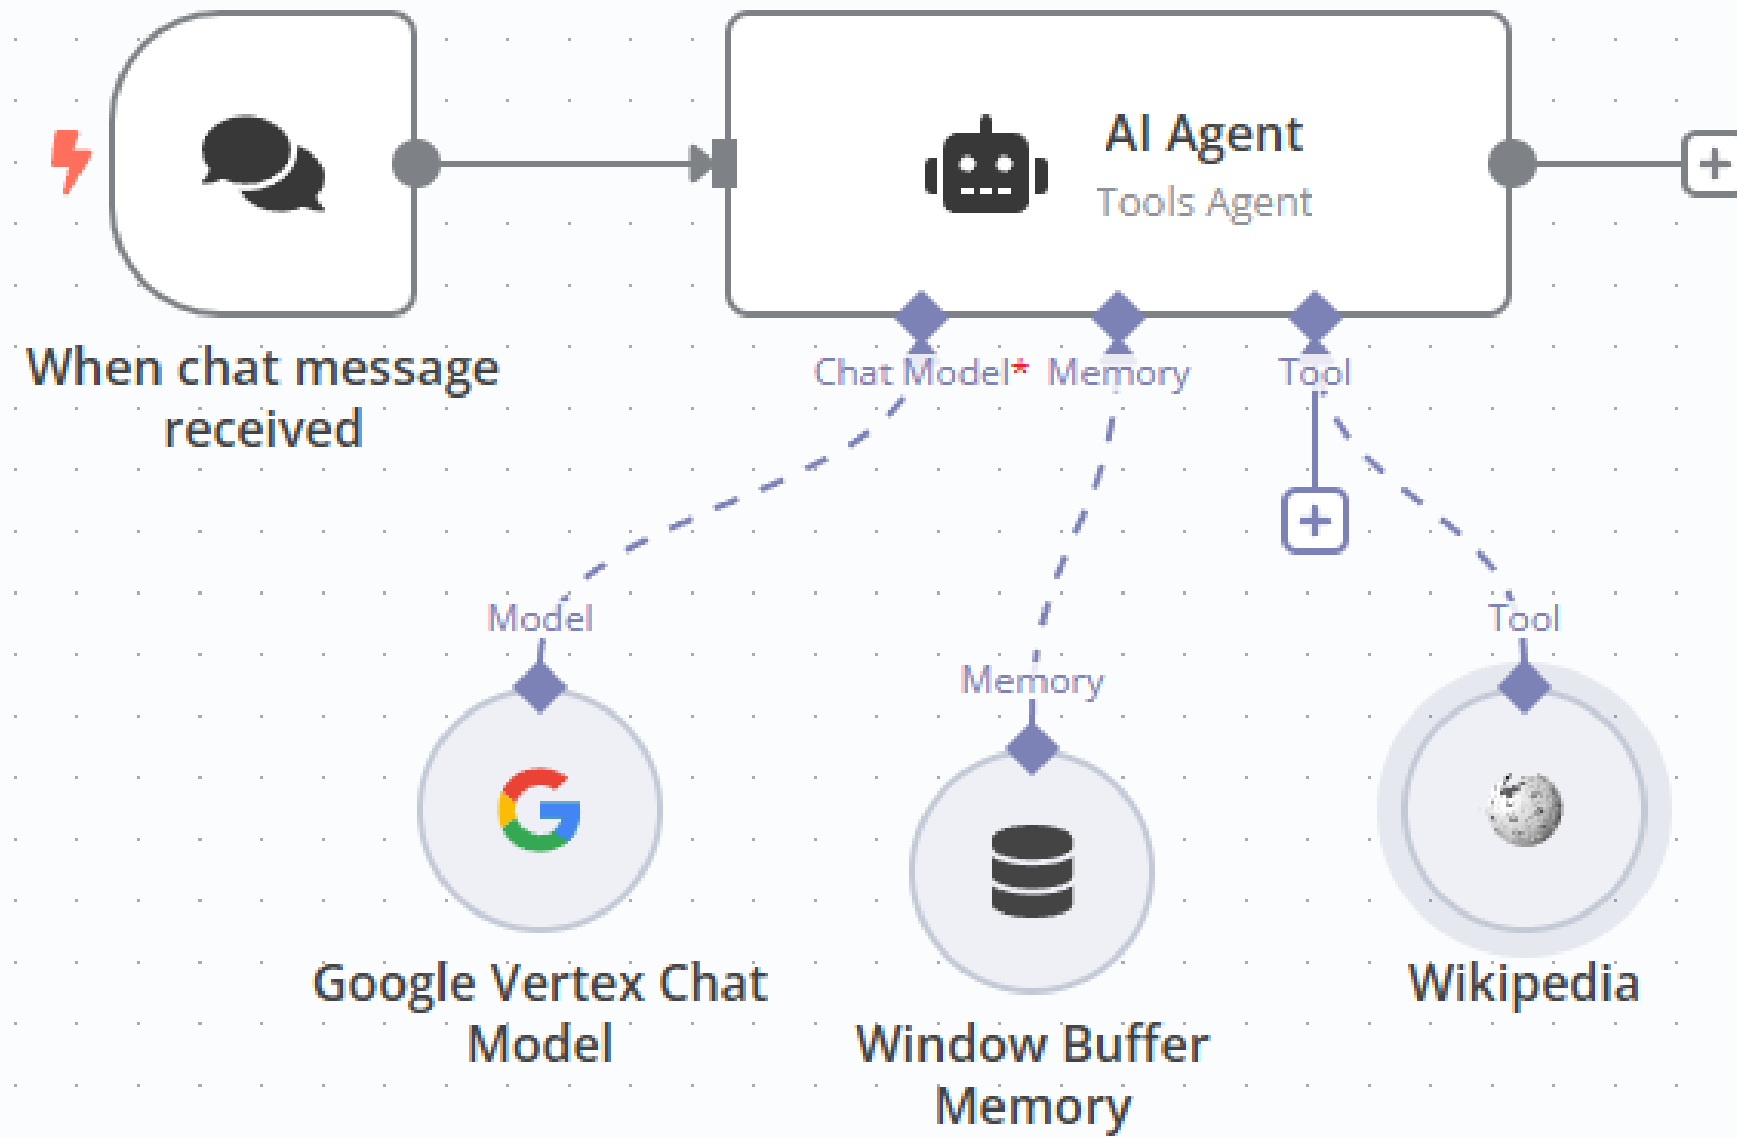 AI Agent
Tools Agent
When chat message
received
Chat Model*
Memory
Tool
Model
Memory
Tool
Google Vertex Chat
Model
Window Buffer
Memory
Wikipedia